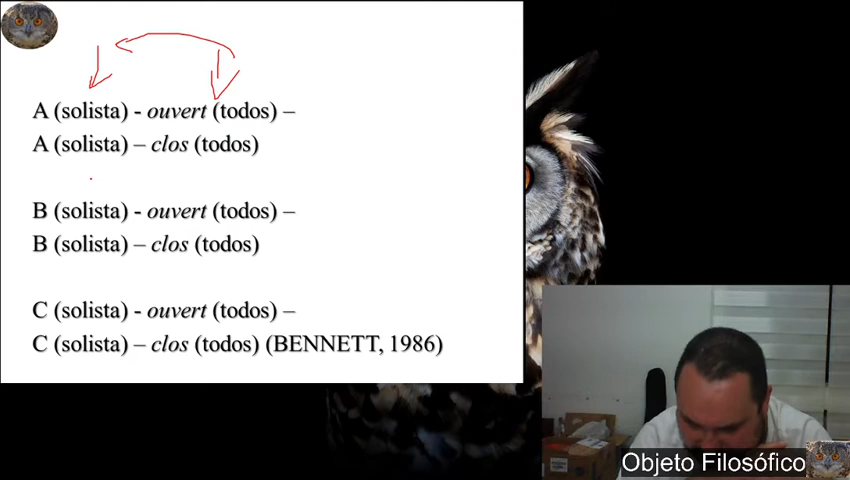 A (solista) - ouvert (todos) –
A (solista) – clos (todos)
B (solista) - ouvert (todos) –
B (solista) – clos (todos)
C (solista) - ouvert (todos) –
C (solista) – clos (todos) (BENNETT, 1986)
Objeto Filosófico